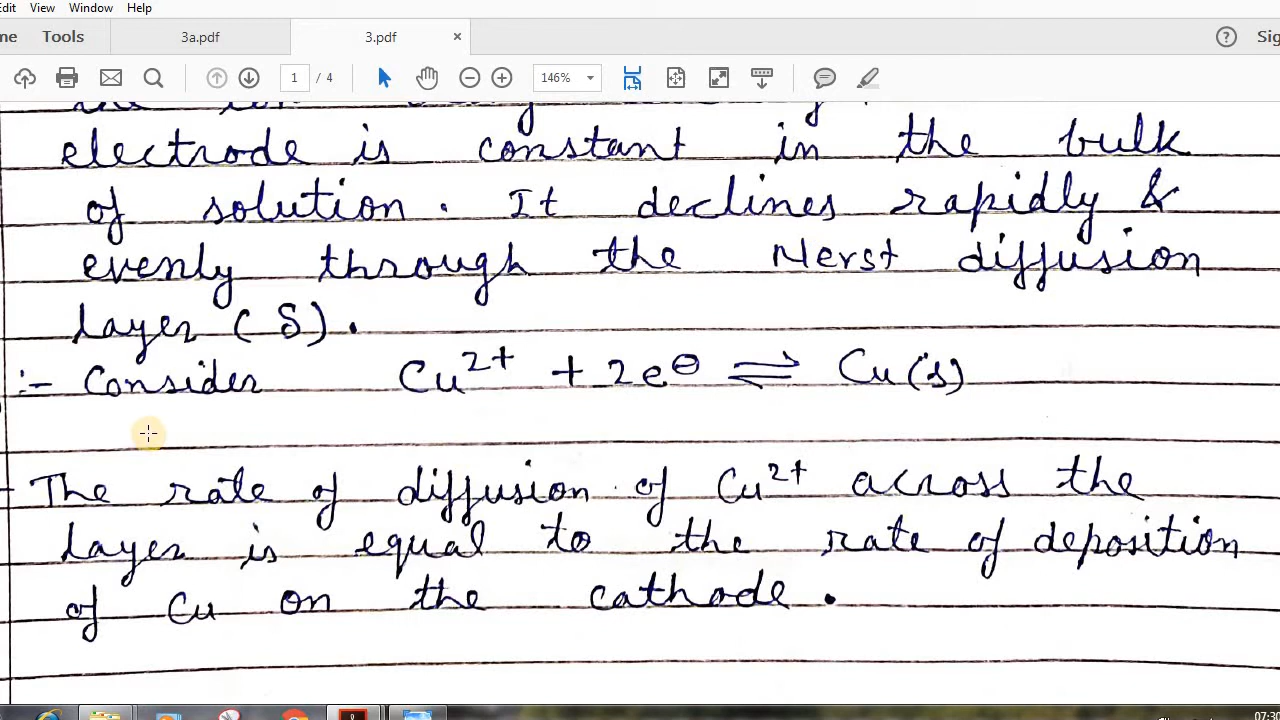 Edit View Window Help
me Tools 3a.pdf 3.pdf × ? Sig
1 / 4 146%
electrode is constant in the bulk
of solution. It declines rapidly &
evenly through the Nerst diffusion
layer (δ).
:- Consider Cu²⁺ + 2e⊖ ⇌ Cu(s)
The rate of diffusion of Cu²⁺ across the
layer is equal to the rate of deposition
of Cu on the cathode.